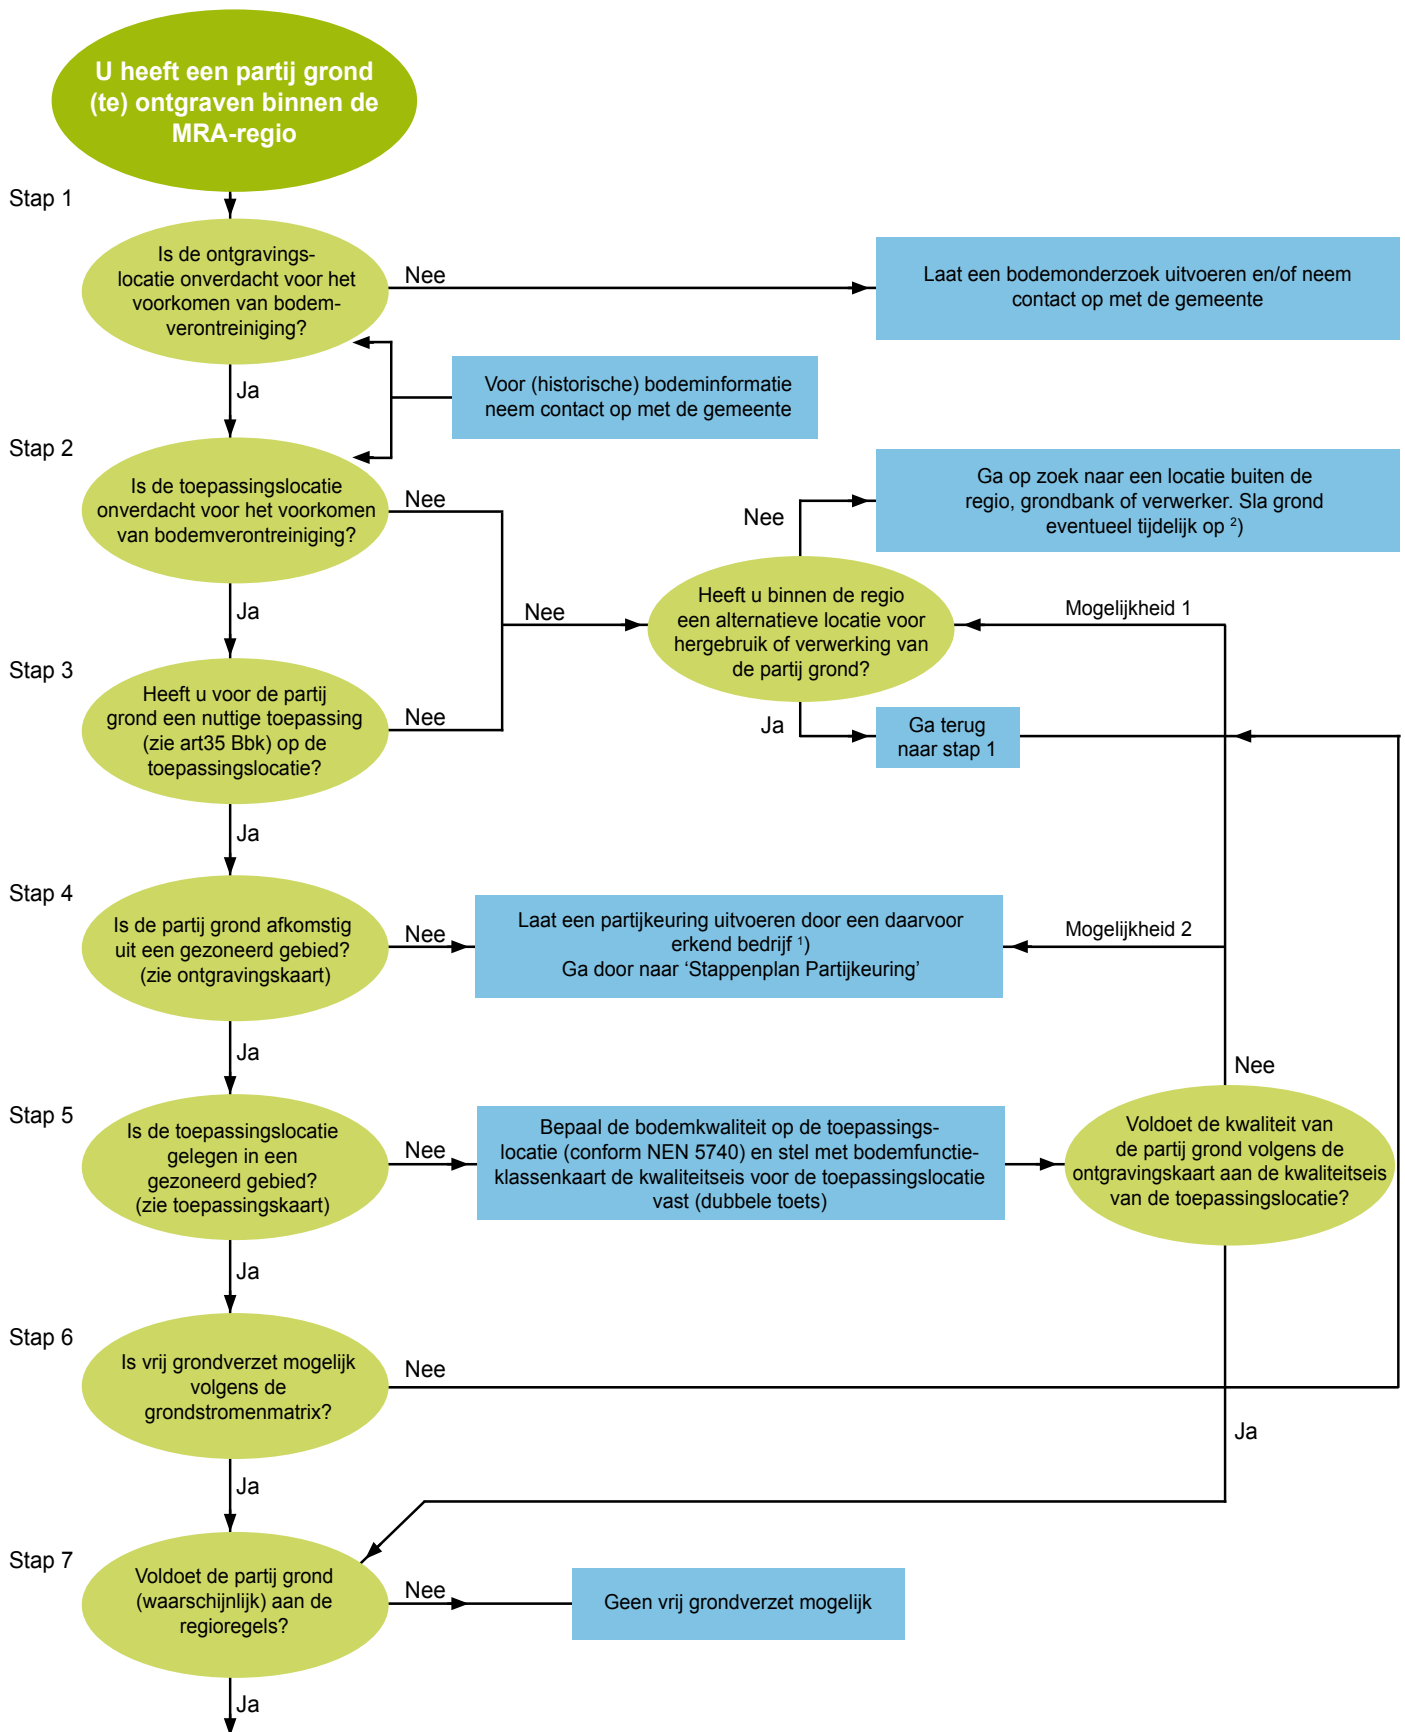 U heeft een partij grond
(te) ontgraven binnen de
MRA-regio
Stap 1
Is de ontgravings-
locatie onverdacht voor het
voorkomen van bodem-
verontreiniging?
Nee
Laat een bodemonderzoek uitvoeren en/of neem
contact op met de gemeente
Ja
Voor (historische) bodeminformatie
neem contact op met de gemeente
Stap 2
Is de toepassingslocatie
onverdacht voor het voorkomen
van bodemverontreiniging?
Nee
Nee
Ga op zoek naar een locatie buiten de
regio, grondbank of verwerker. Sla grond
eventueel tijdelijk op ²)
Ja
Nee
Heeft u binnen de regio
een alternatieve locatie voor
hergebruik of verwerking van
de partij grond?
Mogelijkheid 1
Stap 3
Heeft u voor de partij
grond een nuttige toepassing
(zie art35 Bbk) op de
toepassingslocatie?
Nee
Ja
Ga terug
naar stap 1
Ja
Stap 4
Is de partij grond afkomstig
uit een gezoneerd gebied?
(zie ontgravingskaart)
Nee
Laat een partijkeuring uitvoeren door een daarvoor
erkend bedrijf ¹)
Ga door naar ‘Stappenplan Partijkeuring’
Mogelijkheid 2
Ja
Nee
Stap 5
Is de toepassingslocatie
gelegen in een
gezoneerd gebied?
(zie toepassingskaart)
Nee
Bepaal de bodemkwaliteit op de toepassings-
locatie (conform NEN 5740) en stel met bodemfunctie-
klassenkaart de kwaliteitseis voor de toepassingslocatie
vast (dubbele toets)
Voldoet de kwaliteit van
de partij grond volgens de
ontgravingskaart aan de kwaliteitseis
van de toepassingslocatie?
Ja
Stap 6
Is vrij grondverzet mogelijk
volgens de
grondstromenmatrix?
Nee
Ja
Ja
Stap 7
Voldoet de partij grond
(waarschijnlijk) aan de
regioregels?
Nee
Geen vrij grondverzet mogelijk
Ja